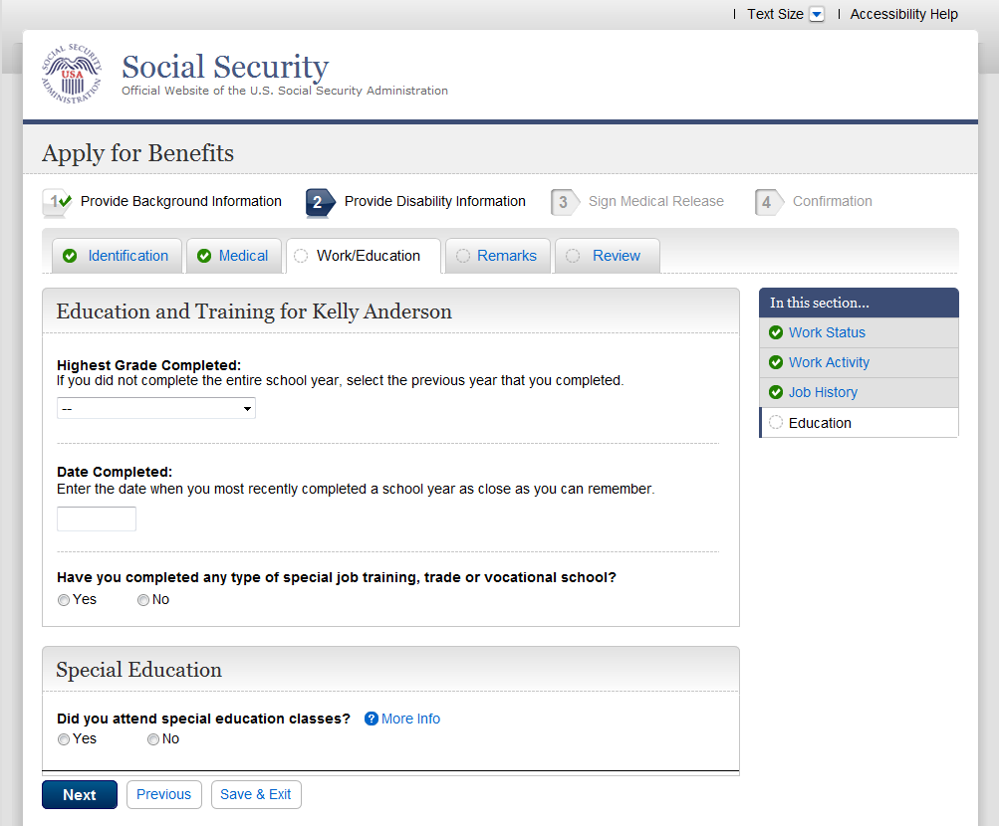 Text Size
Accessibility Help
SOCIAL SECURITY ADMINISTRATION
USA
Social Security
Official Website of the U.S. Social Security Administration
Apply for Benefits
1 Provide Background Information
2 Provide Disability Information
3 Sign Medical Release
4 Confirmation
Identification
Medical
Work/Education
Remarks
Review
Education and Training for Kelly Anderson
Highest Grade Completed:
If you did not complete the entire school year, select the previous year that you completed.
--
Date Completed:
Enter the date when you most recently completed a school year as close as you can remember.
Have you completed any type of special job training, trade or vocational school?
Yes No
Special Education
Did you attend special education classes? ? More Info
Yes No
Next Previous Save & Exit
In this section...
Work Status
Work Activity
Job History
Education